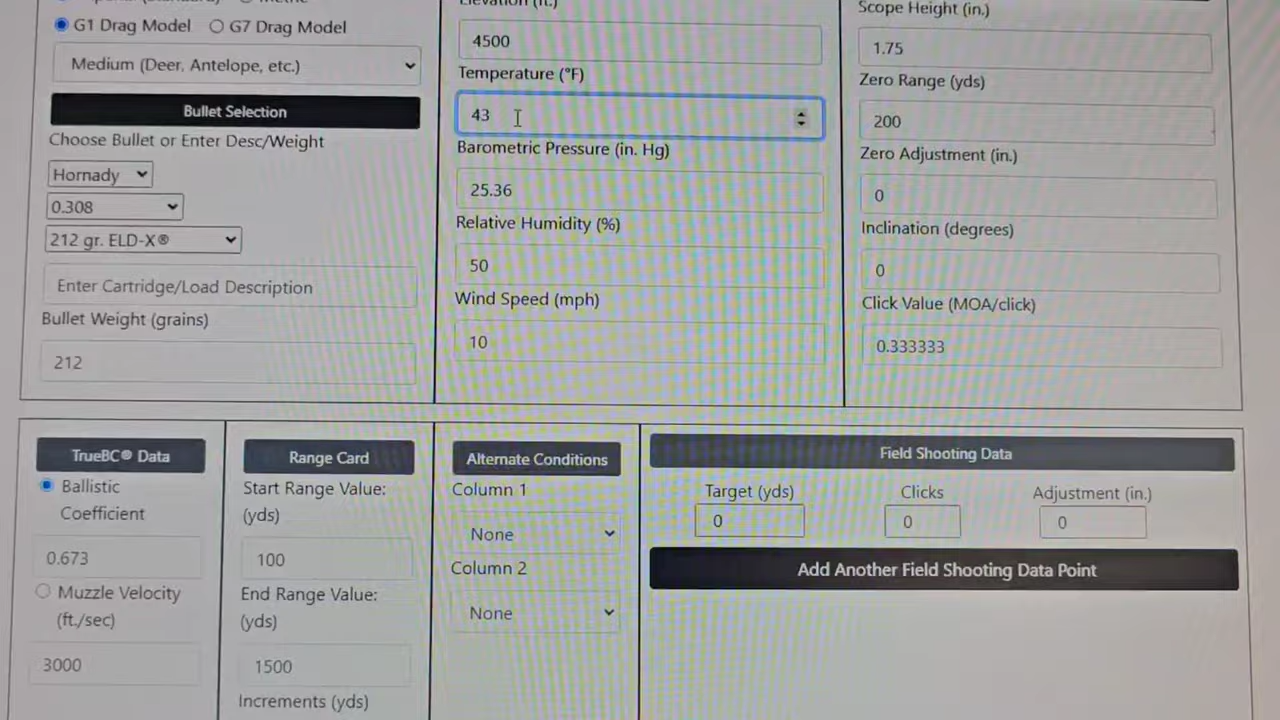 G1 Drag Model G7 Drag Model
Medium (Deer, Antelope, etc.)
Bullet Selection
Choose Bullet or Enter Desc/Weight
Hornady
0.308
212 gr. ELD-X®
Enter Cartridge/Load Description
Bullet Weight (grains)
212
Elevation (ft.)
4500
Temperature (°F)
43
Barometric Pressure (in. Hg)
25.36
Relative Humidity (%)
50
Wind Speed (mph)
10
Scope Height (in.)
1.75
Zero Range (yds)
200
Zero Adjustment (in.)
0
Inclination (degrees)
0
Click Value (MOA/click)
0.333333
TrueBC® Data
Ballistic
Coefficient
0.673
Muzzle Velocity
(ft./sec)
3000
Range Card
Start Range Value:
(yds)
100
End Range Value:
(yds)
1500
Increments (yds)
Alternate Conditions
Column 1
None
Column 2
None
Field Shooting Data
Target (yds) Clicks Adjustment (in.)
0 0 0
Add Another Field Shooting Data Point